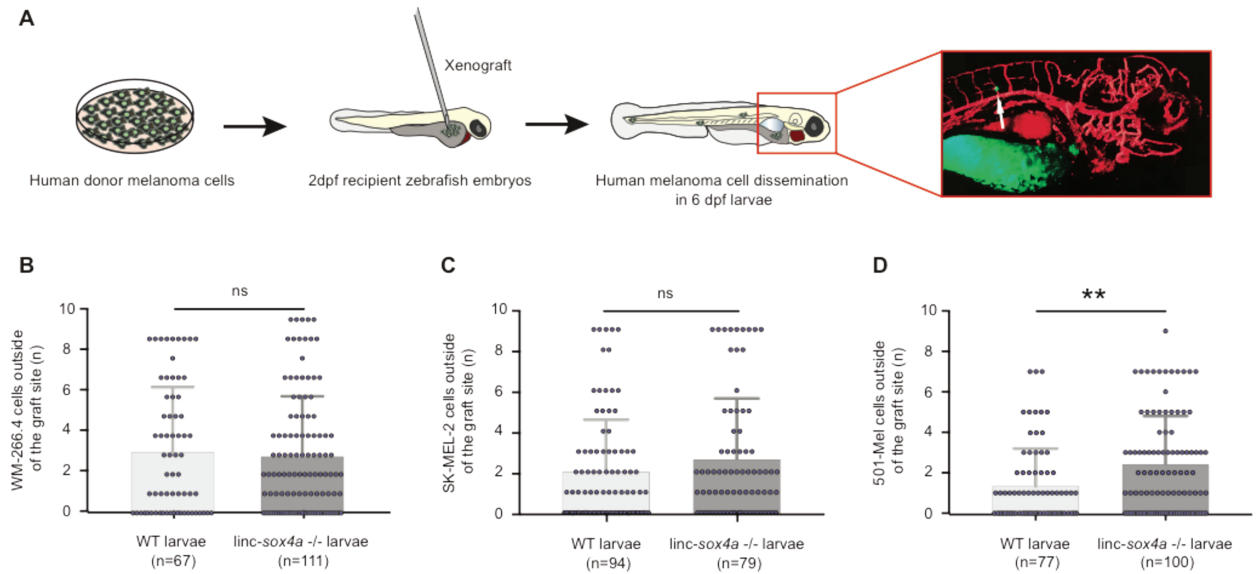 A
Xenograft
Human donor melanoma cells
2dpf recipient zebrafish embryos
Human melanoma cell dissemination
in 6 dpf larvae
B
WM-266.4 cells outside
of the graft site (n)
10
8
6
4
2
0
ns
WT larvae
(n=67)
linc-sox4a -/- larvae
(n=111)
C
SK-MEL-2 cells outside
of the graft site (n)
10
8
6
4
2
0
ns
WT larvae
(n=94)
linc-sox4a -/- larvae
(n=79)
D
501-Mel cells outside
of the graft site (n)
10
8
6
4
2
0
**
WT larvae
(n=77)
linc-sox4a -/- larvae
(n=100)